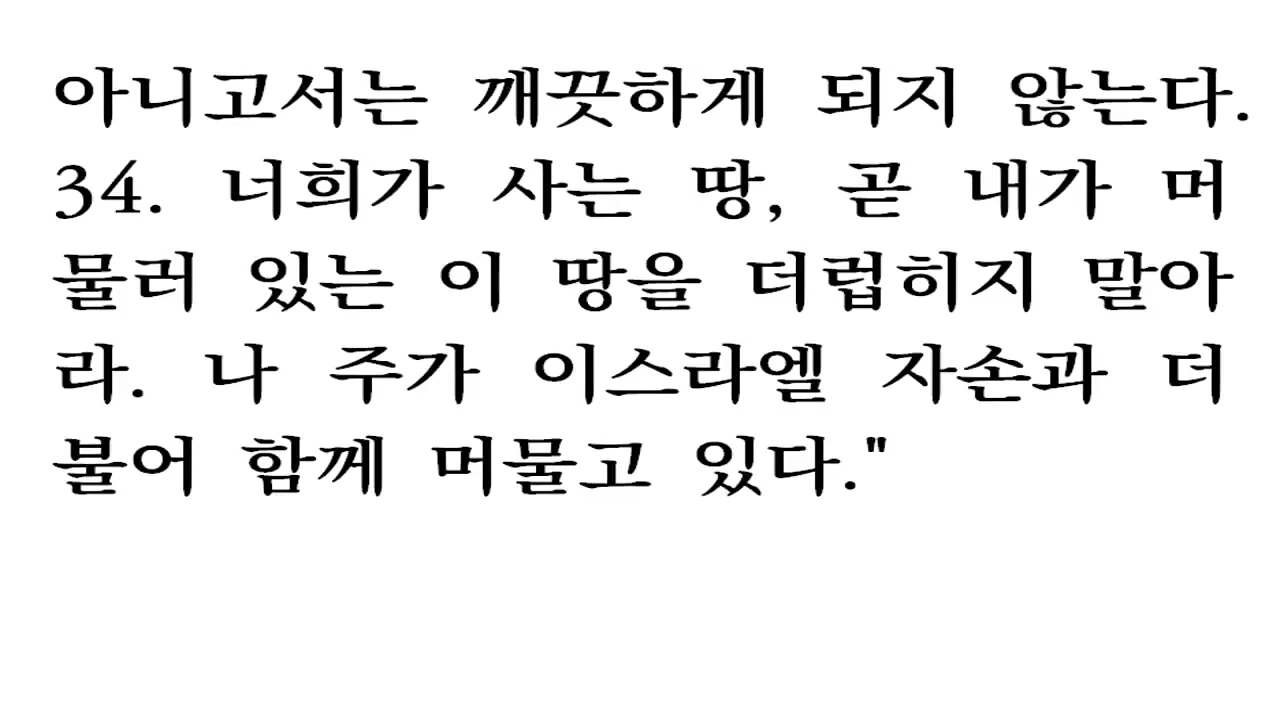 아니고서는 깨끗하게 되지 않는다.
34. 너희가 사는 땅, 곧 내가 머
물러 있는 이 땅을 더럽히지 말아
라. 나 주가 이스라엘 자손과 더
불어 함께 머물고 있다."